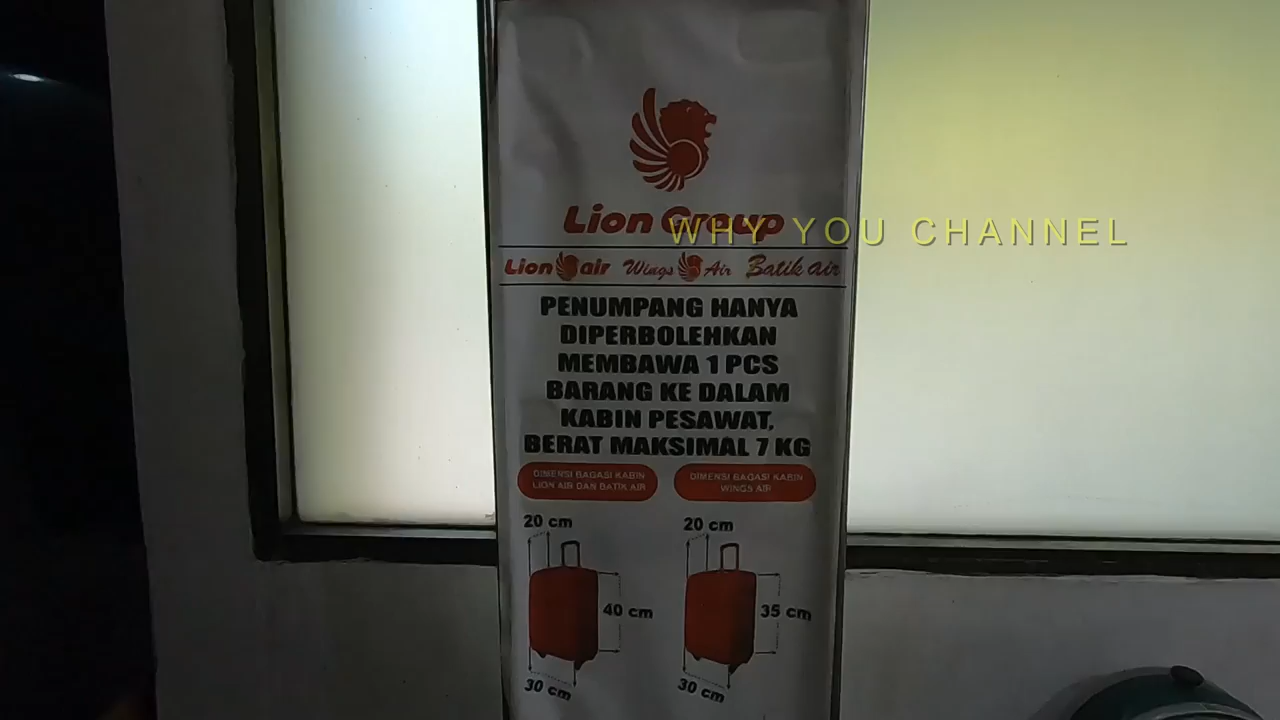 Lion Group
WHY YOU CHANNEL
Lion air Wings Air Batik air
PENUMPANG HANYA
DIPERBOLEHKAN
MEMBAWA 1 PCS
BARANG KE DALAM
KABIN PESAWAT,
BERAT MAKSIMAL 7 KG
DIMENSI BAGASI KABIN
LION AIR DAN BATIK AIR
DIMENSI BAGASI KABIN
WINGS AIR
20 cm
40 cm
30 cm
20 cm
35 cm
30 cm